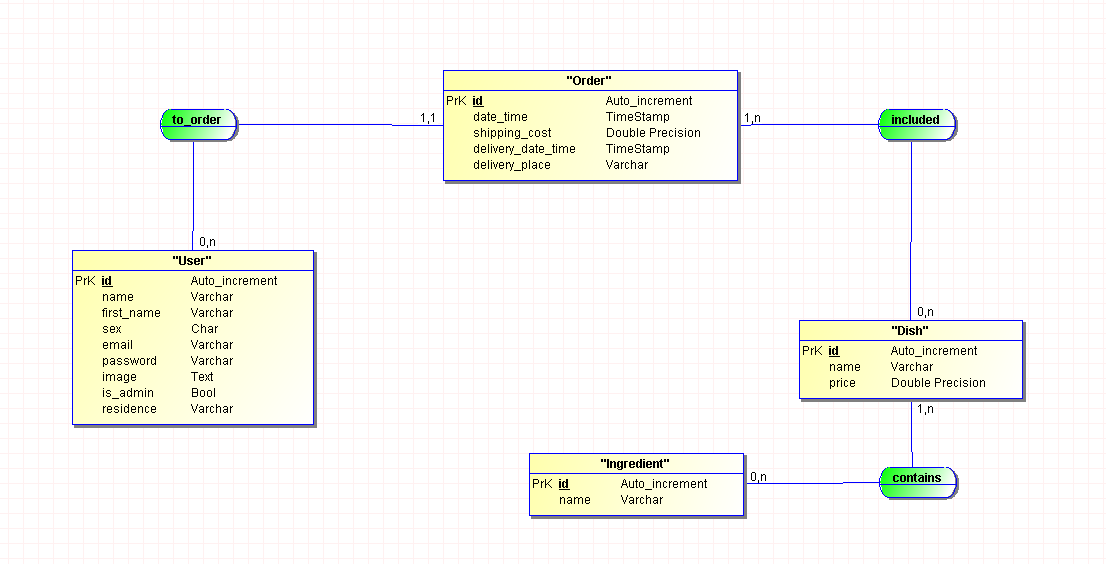 "Order"
PrK id Auto_increment
date_time TimeStamp
shipping_cost Double Precision
delivery_date_time TimeStamp
delivery_place Varchar
to_order
1,1
1,n
included
0,n
"User"
PrK id Auto_increment
name Varchar
first_name Varchar
sex Char
email Varchar
password Varchar
image Text
is_admin Bool
residence Varchar
0,n
"Dish"
PrK id Auto_increment
name Varchar
price Double Precision
1,n
"Ingredient"
PrK id Auto_increment
name Varchar
0,n
contains